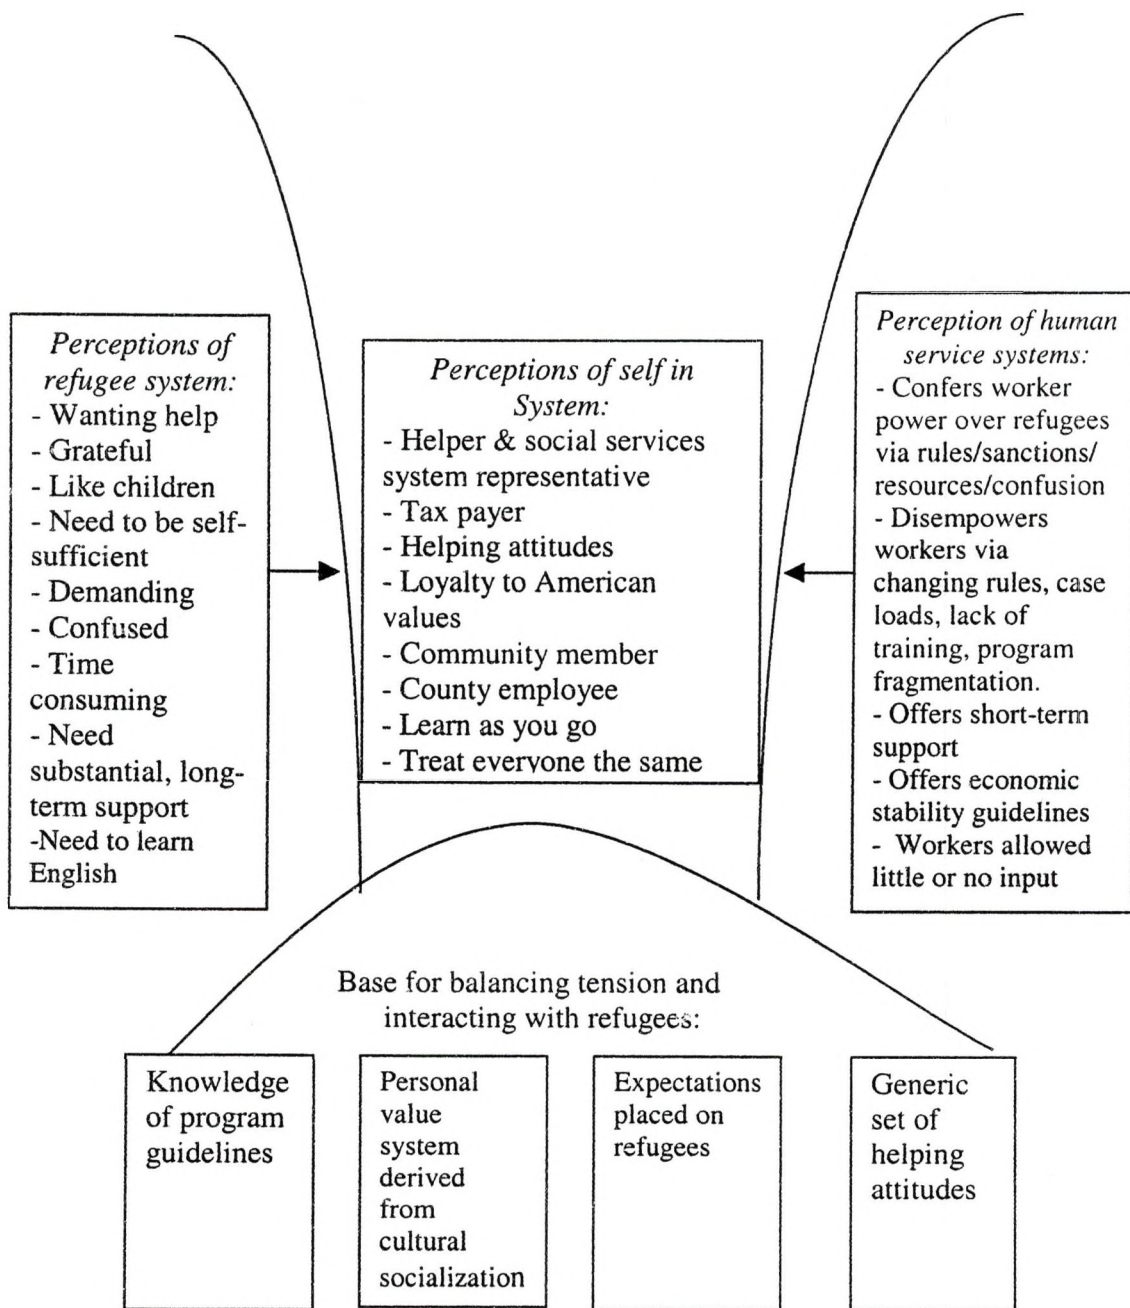 Perceptions of
refugee system:
- Wanting help
- Grateful
- Like children
- Need to be self-
sufficient
- Demanding
- Confused
- Time
consuming
- Need
substantial, long-
term support
-Need to learn
English
Perceptions of self in
System:
- Helper & social services
system representative
- Tax payer
- Helping attitudes
- Loyalty to American
values
- Community member
- County employee
- Learn as you go
- Treat everyone the same
Perception of human
service systems:
- Confers worker
power over refugees
via rules/sanctions/
resources/confusion
- Disempowers
workers via
changing rules, case
loads, lack of
training, program
fragmentation.
- Offers short-term
support
- Offers economic
stability guidelines
- Workers allowed
little or no input
Base for balancing tension and
interacting with refugees:
Knowledge
of program
guidelines
Personal
value
system
derived
from
cultural
socialization
Expectations
placed on
refugees
Generic
set of
helping
attitudes